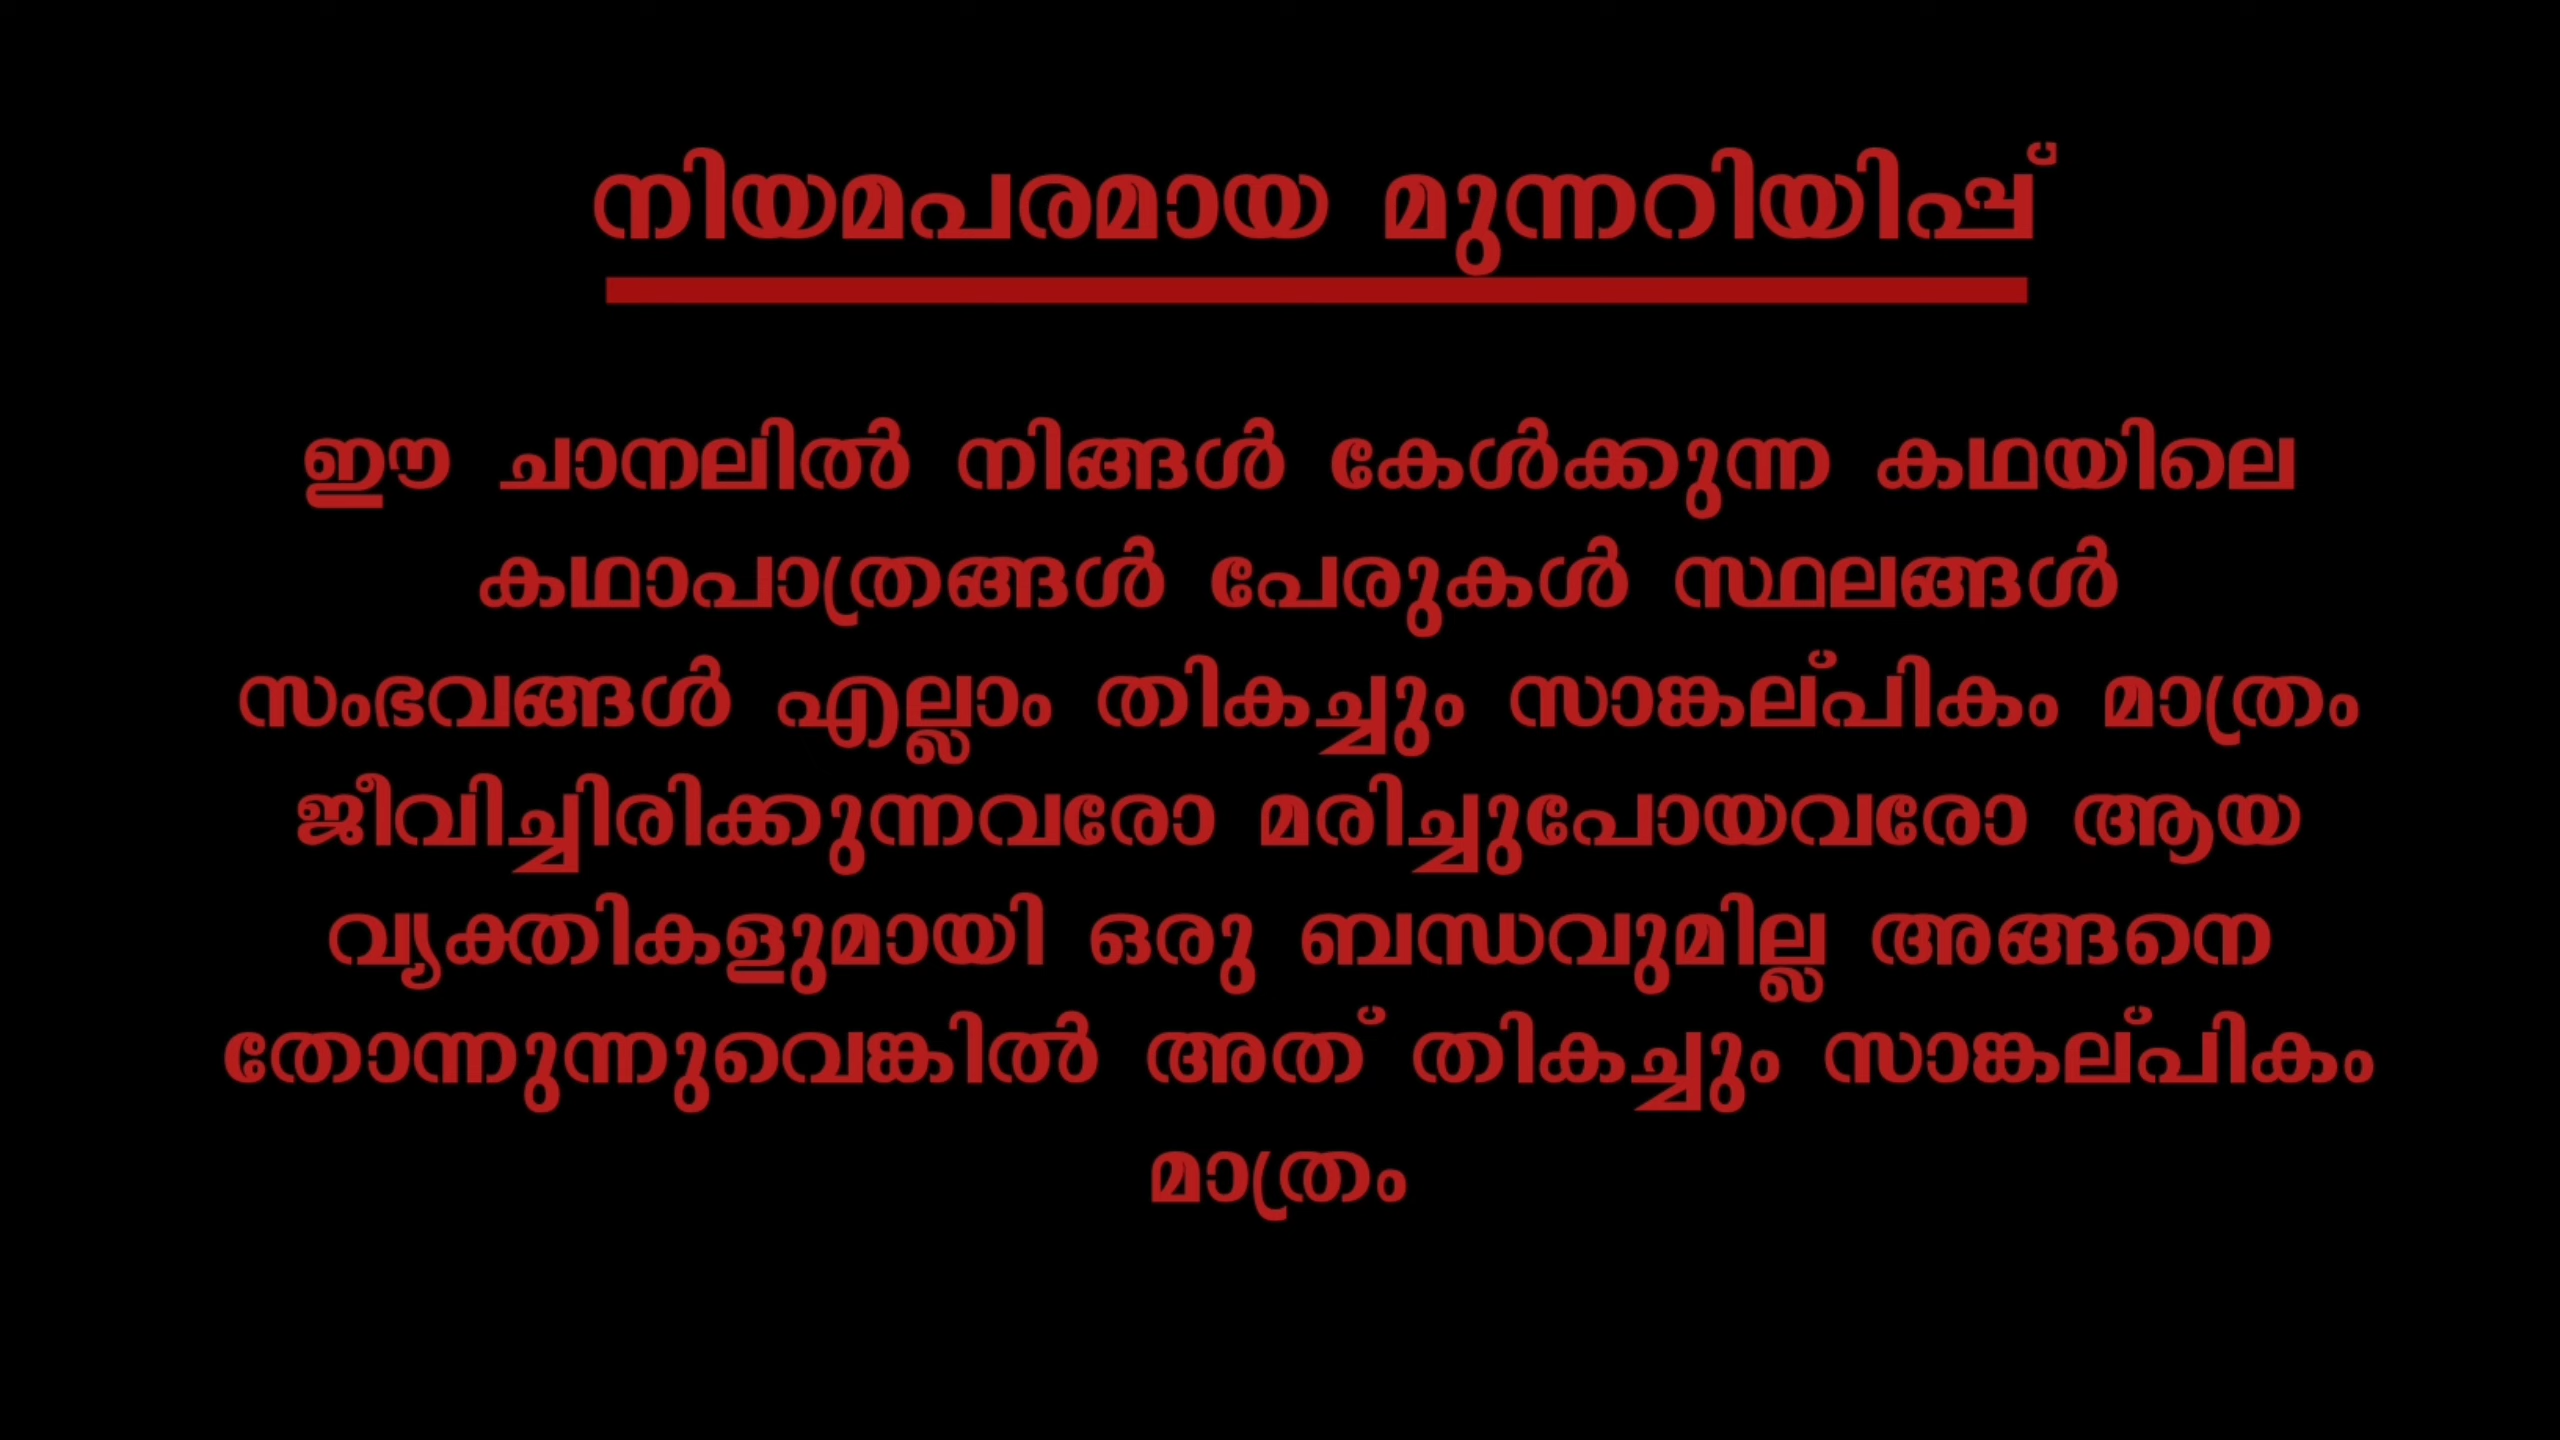 നിയമപരമായ മുന്നറിയിപ്പ്
ഈ ചാനലിൽ നിങ്ങൾ കേൾക്കുന്ന കഥയിലെ
കഥാപാത്രങ്ങൾ പേരുകൾ സ്ഥലങ്ങൾ
സംഭവങ്ങൾ എല്ലാം തികച്ചും സാങ്കല്പികം മാത്രം
ജീവിച്ചിരിക്കുന്നവരോ മരിച്ചുപോയവരോ ആയ
വ്യക്തികളുമായി ഒരു ബന്ധവുമില്ല അങ്ങനെ
തോന്നുന്നുവെങ്കിൽ അത് തികച്ചും സാങ്കല്പികം
മാത്രം